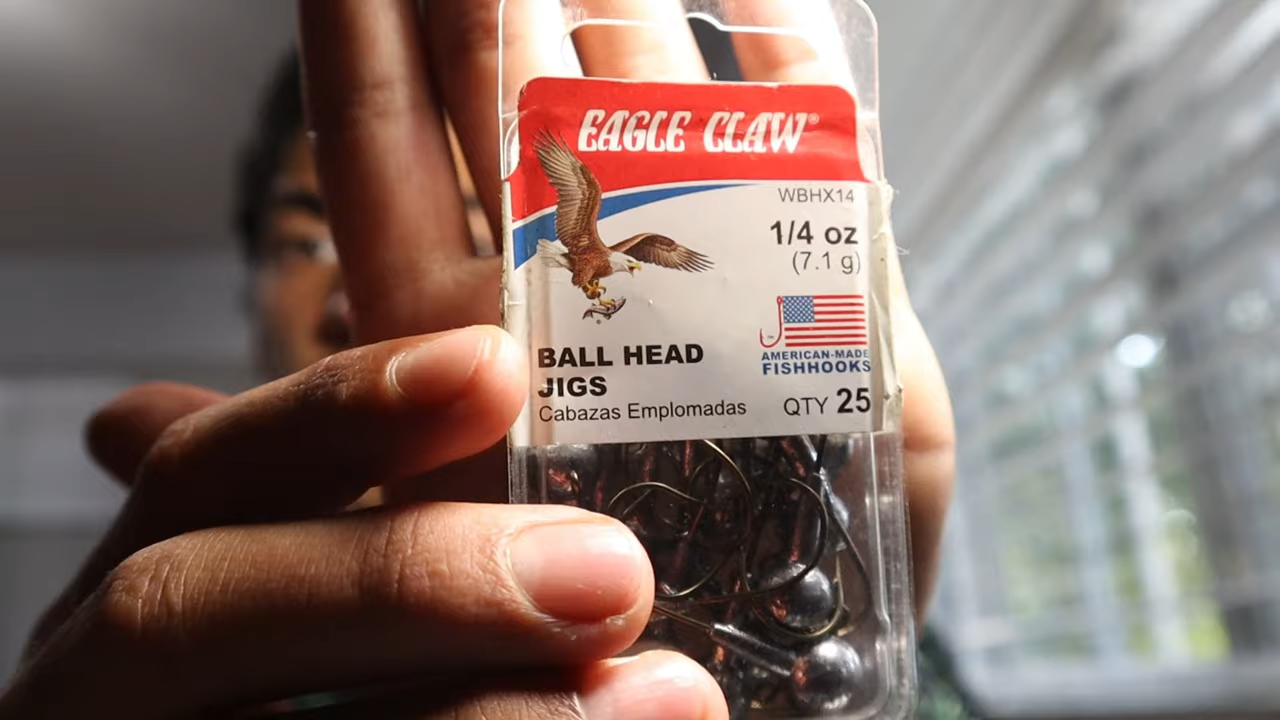 EAGLE CLAW®
WBHX14
1/4 oz
(7.1 g)
AMERICAN-MADE
FISHHOOKS
BALL HEAD
JIGS
Cabazas Emplomadas
QTY 25